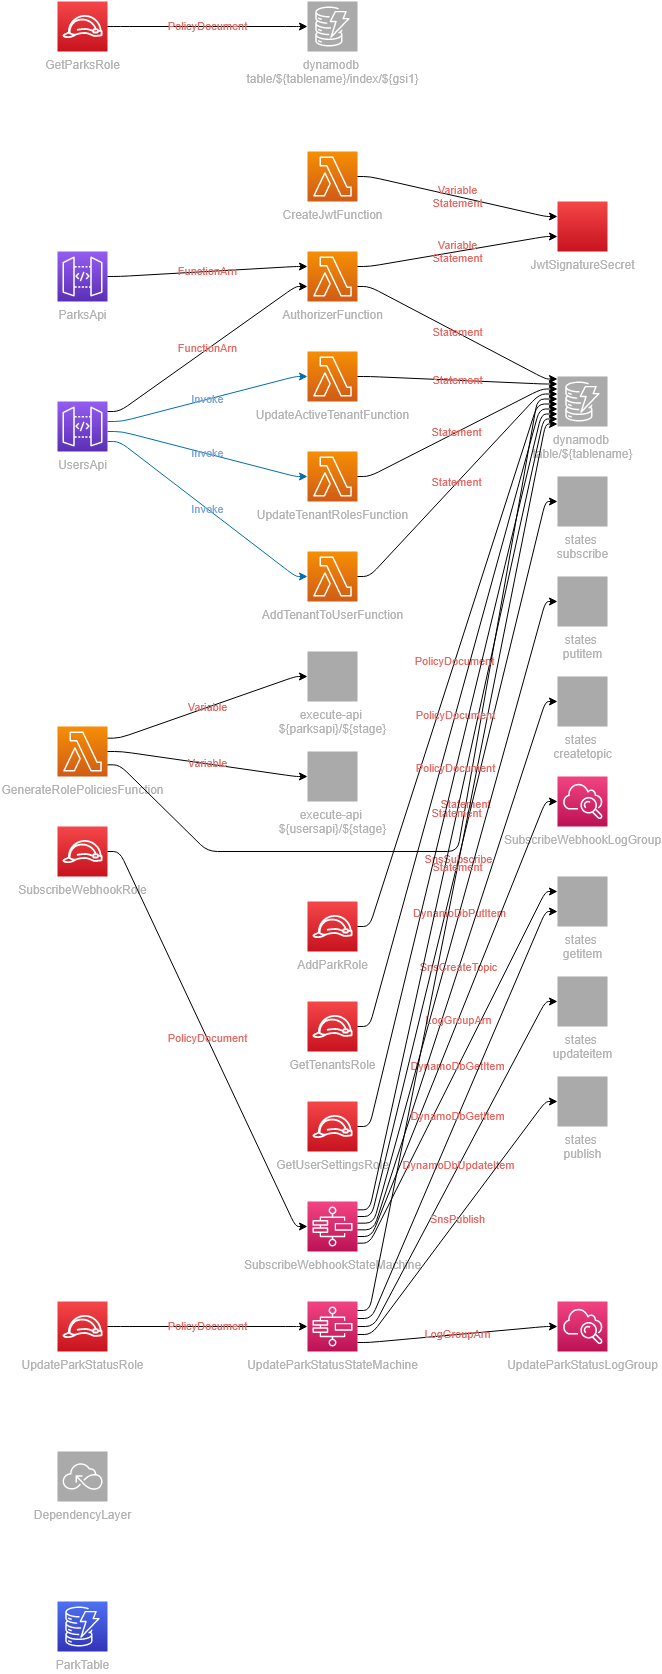 PolicyDocument
GetParksRole
dynamodb
table/${tablename}/index/${gsi1}
CreateJwtFunction
Variable
Statement
JwtSignatureSecret
ParksApi
FunctionArn
AuthorizerFunction
Variable
Statement
Statement
FunctionArn
UsersApi
Invoke
UpdateActiveTenantFunction
Statement
Invoke
UpdateTenantRolesFunction
Statement
dynamodb
table/${tablename}
Invoke
AddTenantToUserFunction
Statement
states
subscribe
states
putitem
states
createtopic
GenerateRolePoliciesFunction
Variable
execute-api
${parksapi}/${stage}
Variable
execute-api
${usersapi}/${stage}
PolicyDocument
PolicyDocument
PolicyDocument
Statement
Statement
SubscribeWebhookLogGroup
SnsSubscribe
Statement
SubscribeWebhookRole
DynamoDbPutItem
AddParkRole
SnsCreateTopic
states
getitem
LogGroupArn
PolicyDocument
GetTenantsRole
DynamoDbGetItem
states
updateitem
DynamoDbGetItem
GetUserSettingsRole
DynamoDbUpdateItem
states
publish
SnsPublish
SubscribeWebhookStateMachine
UpdateParkStatusRole
PolicyDocument
UpdateParkStatusStateMachine
LogGroupArn
UpdateParkStatusLogGroup
DependencyLayer
ParkTable